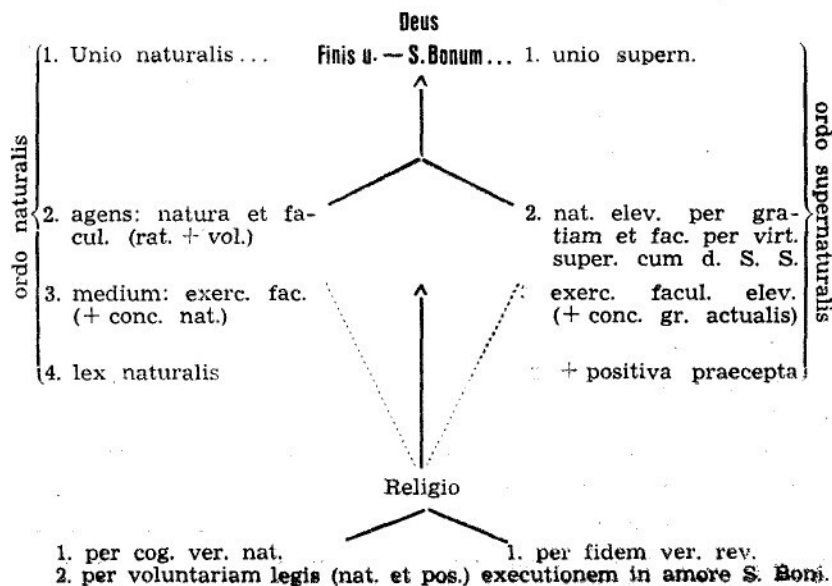 Deus
1. Unio naturalis... Finis u. — S. Bonum... 1. unio supern.
ordo naturalis
ordo supernaturalis
2. agens: natura et fa-
cul. (rat. + vol.)
2. nat. elev. per gra-
tiam et fac. per virt.
super. cum d. S. S.
3. medium: exerc. fac.
(+ conc. nat.)
exerc. facul. elev.
(+ conc. gr. actualis)
4. lex naturalis
+ positiva praecepta
Religio
1. per cog. ver. nat. 1. per fidem ver. rev.
2. per voluntariam legis (nat. et pos.) executionem in amore S. Boni